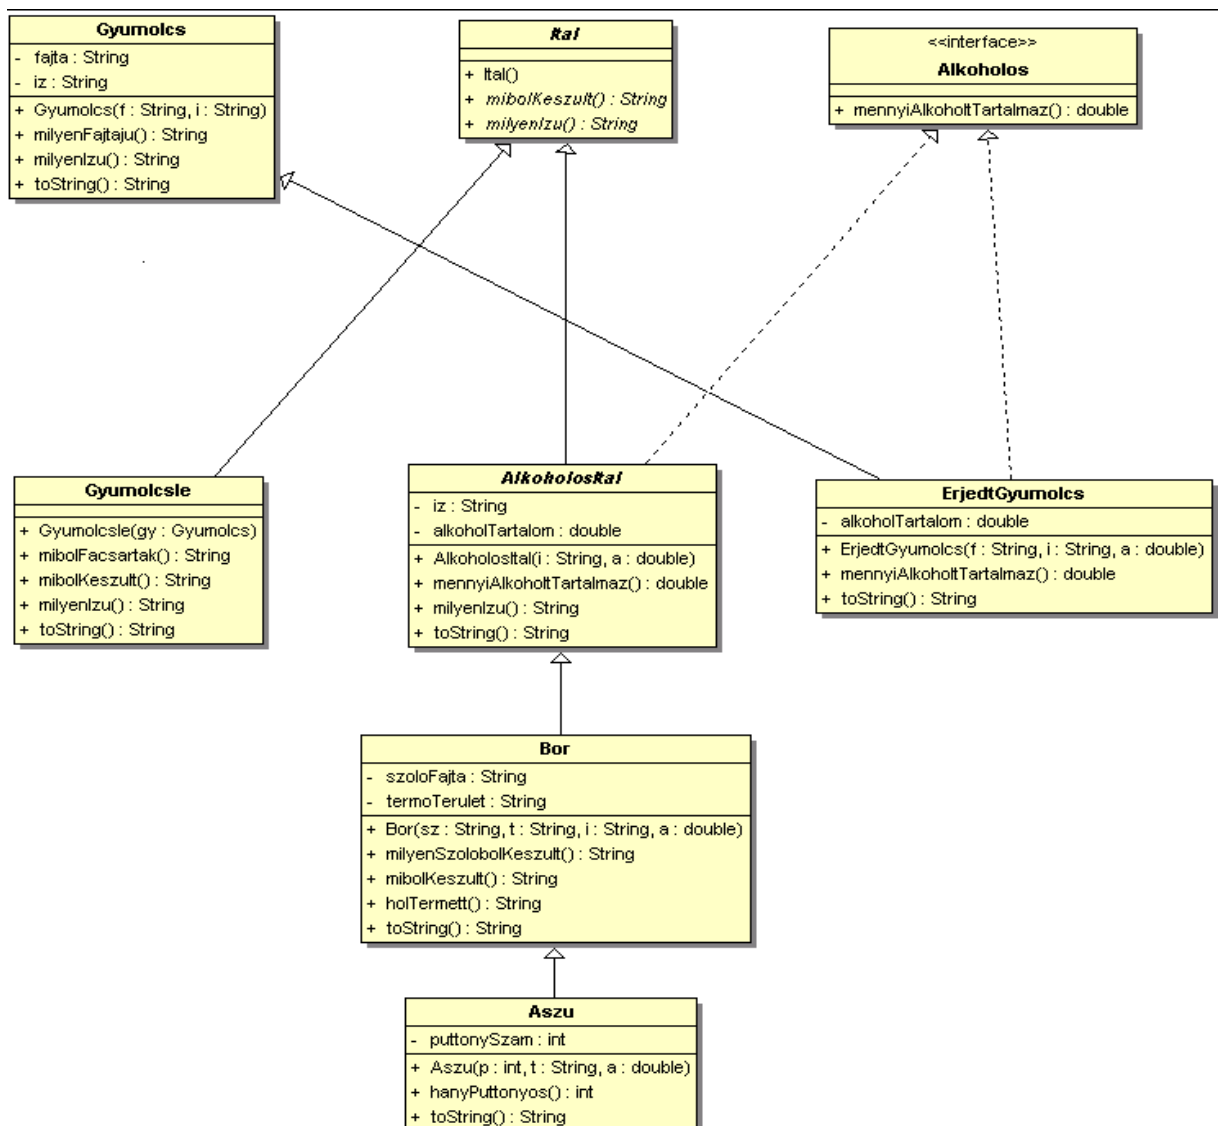 Gyumolcs
- fajta : String
- iz : String
+ Gyumolcs(f : String, i : String)
+ milyenFajtaju() : String
+ milyenIzu() : String
+ toString() : String
Ital
+ Ital()
+ mibolKeszult() : String
+ milyenIzu() : String
<<interface>>
Alkoholos
+ mennyiAlkoholtTartalmaz() : double
Gyumolcsle
+ Gyumolcsle(gy : Gyumolcs)
+ mibolFacsartak() : String
+ mibolKeszult() : String
+ milyenIzu() : String
+ toString() : String
AlkoholosItal
- iz : String
- alkoholTartalom : double
+ AlkoholosItal(i : String, a : double)
+ mennyiAlkoholtTartalmaz() : double
+ milyenIzu() : String
+ toString() : String
ErjedtGyumolcs
- alkoholTartalom : double
+ ErjedtGyumolcs(f : String, i : String, a : double)
+ mennyiAlkoholtTartalmaz() : double
+ toString() : String
Bor
- szoloFajta : String
- termoTerulet : String
+ Bor(sz : String, t : String, i : String, a : double)
+ milyenSzolobolKeszult() : String
+ mibolKeszult() : String
+ holTermett() : String
+ toString() : String
Aszu
- puttonySzam : int
+ Aszu(p : int, t : String, a : double)
+ hanyPuttonyos() : int
+ toString() : String